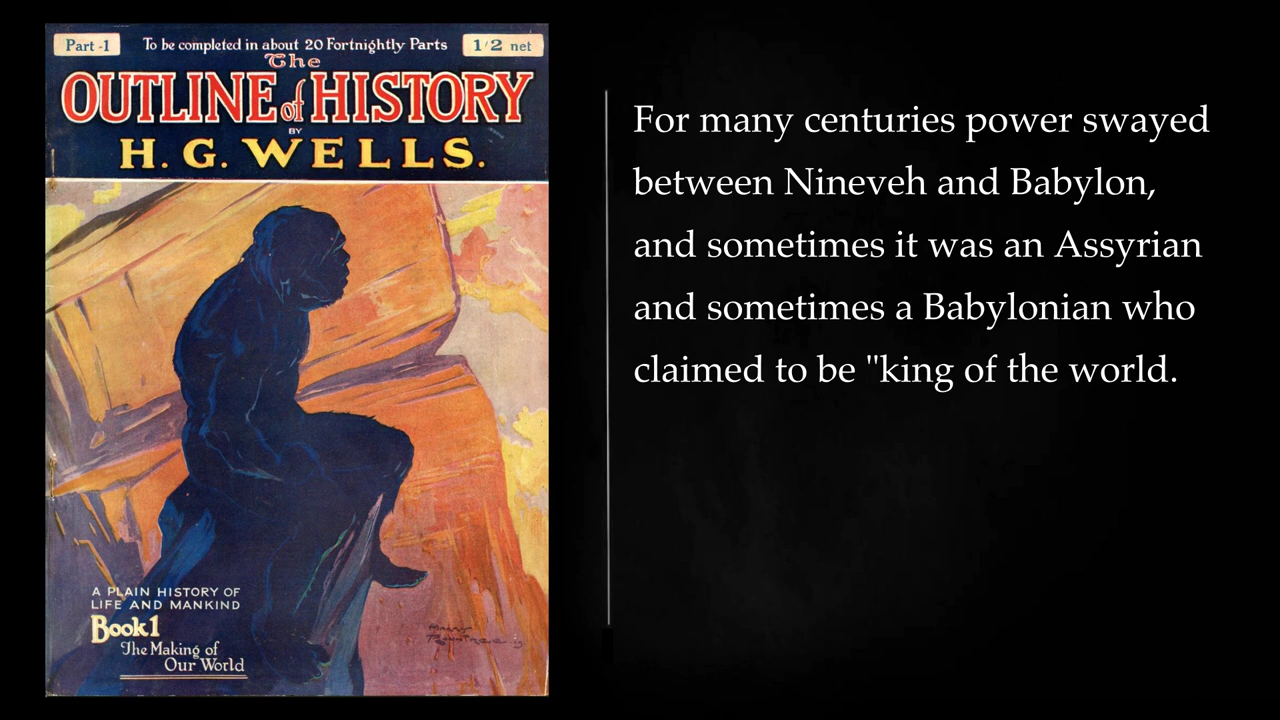 Part -1
To be completed in about 20 Fortnightly Parts
1/2 net
The
OUTLINE of HISTORY
BY
H. G. WELLS.
A PLAIN HISTORY OF
LIFE AND MANKIND
Book 1
The Making of
Our World
For many centuries power swayed
between Nineveh and Babylon,
and sometimes it was an Assyrian
and sometimes a Babylonian who
claimed to be "king of the world.